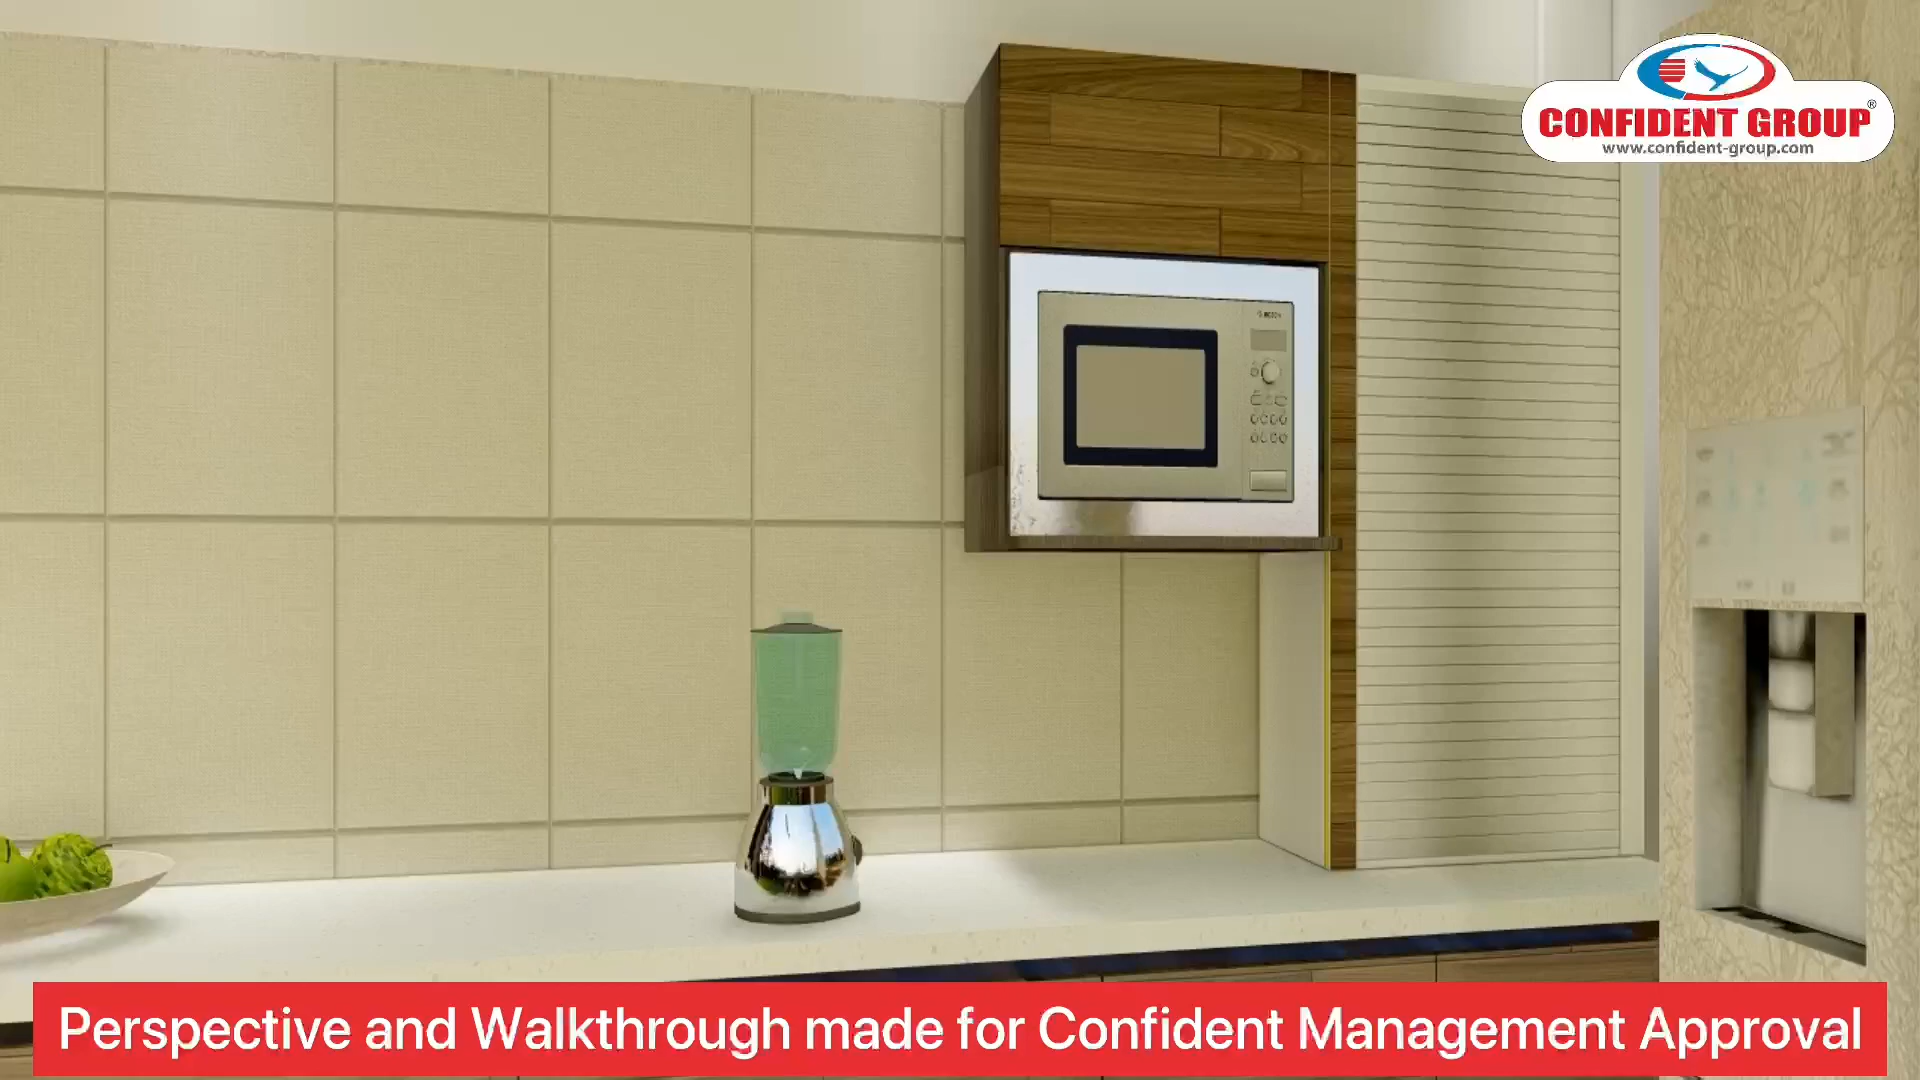 CONFIDENT GROUP®
www.confident-group.com
Perspective and Walkthrough made for Confident Management Approval